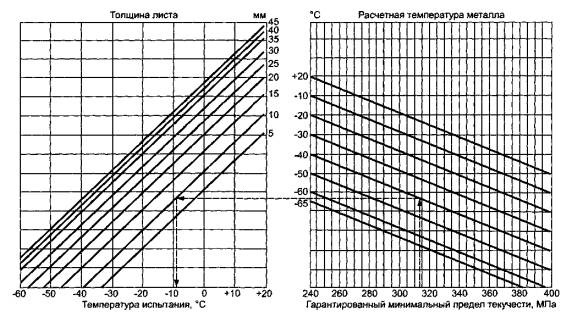 Толщина листа мм
45
40
35
30
25
20
15
10
5
-60 -50 -40 -30 -20 -10 0 +10 +20
Температура испытания, °C
°C Расчетная температура металла
+20
-10
-20
-30
-40
-50
-60
-65
240 260 280 300 320 340 360 380 400
Гарантированный минимальный предел текучести, МПа